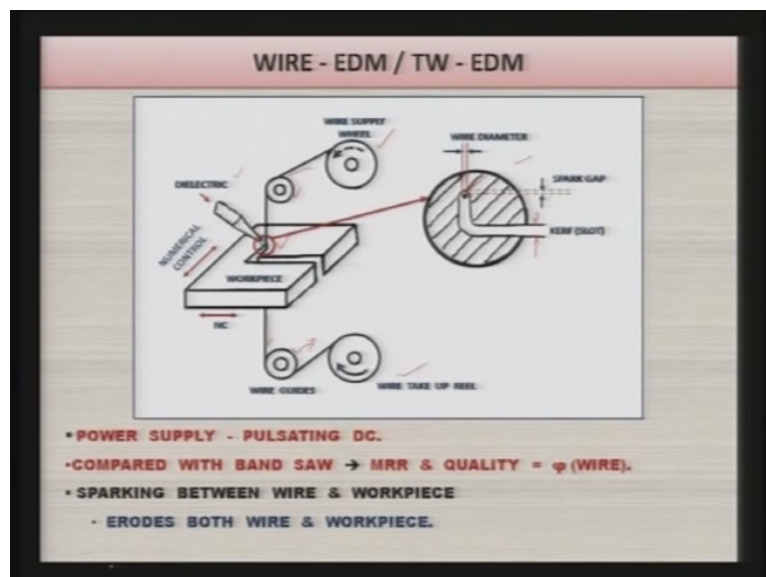 WIRE - EDM / TW - EDM
WIRE SUPPLY
WHEEL
WIRE DIAMETER
DIELECTRIC
SPARK GAP
NUMERICAL
CONTROL
KERF (SLOT)
WORKPIECE
NC
WIRE GUIDES
WIRE TAKE UP REEL
• POWER SUPPLY - PULSATING DC.
•COMPARED WITH BAND SAW → MRR & QUALITY = φ (WIRE).
• SPARKING BETWEEN WIRE & WORKPIECE
• ERODES BOTH WIRE & WORKPIECE.